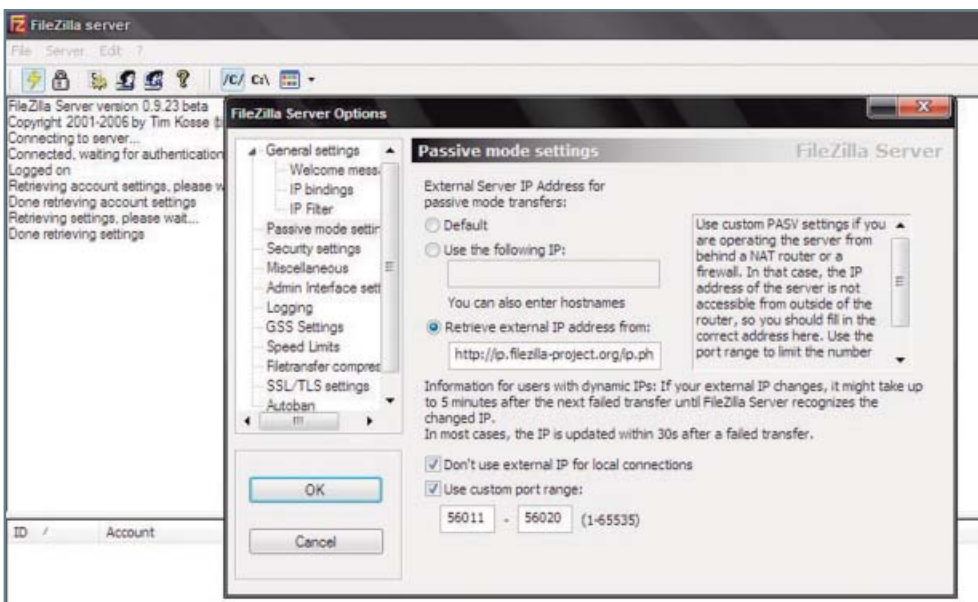 FileZilla server
File Server Edit ?
/C/ C:\
FileZilla Server version 0.9.23 beta
Copyright 2001-2006 by Tim Kosse
Connecting to server...
Connected, waiting for authentication
Logged on
Retrieving account settings, please w
Done retrieving account settings
Retrieving settings, please wait...
Done retrieving settings
ID / Account
FileZilla Server Options
General settings
Welcome mess
IP bindings
IP Filter
Passive mode settin
Security settings
Miscellaneous
Admin Interface sett
Logging
GSS Settings
Speed Limits
Filetransfer compres
SSL/TLS settings
Autoban
OK
Cancel
Passive mode settings FileZilla Server
External Server IP Address for
passive mode transfers:
Default
Use the following IP:
You can also enter hostnames
Retrieve external IP address from:
http://ip.filezilla-project.org/ip.ph
Use custom PASV settings if you
are operating the server from
behind a NAT router or a
firewall. In that case, the IP
address of the server is not
accessible from outside of the
router, so you should fill in the
correct address here. Use the
port range to limit the number
Information for users with dynamic IPs: If your external IP changes, it might take up
to 5 minutes after the next failed transfer until FileZilla Server recognizes the
changed IP.
In most cases, the IP is updated within 30s after a failed transfer.
Don't use external IP for local connections
Use custom port range:
56011 - 56020 (1-65535)